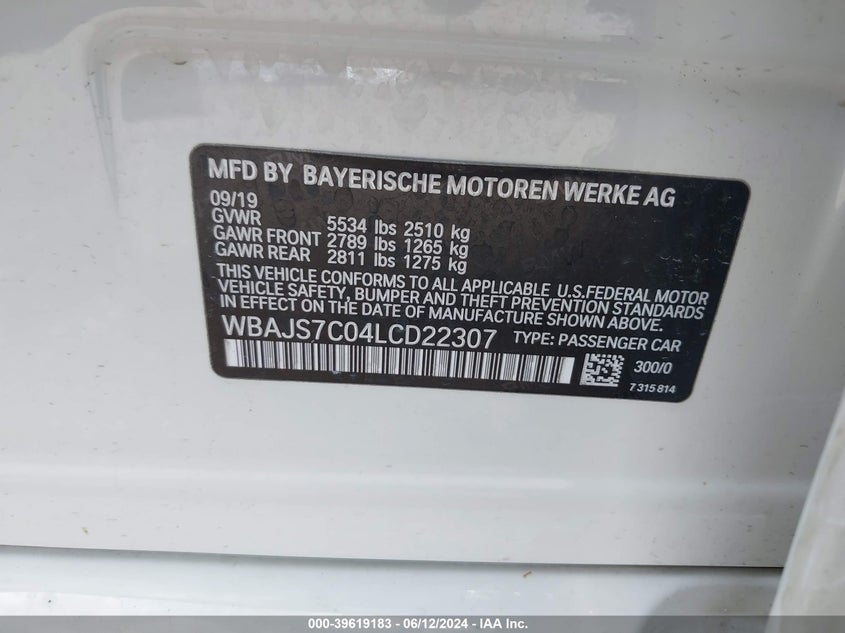 MFD BY BAYERISCHE MOTOREN WERKE AG
09/19
GVWR 5534 lbs 2510 kg
GAWR FRONT 2789 lbs 1265 kg
GAWR REAR 2811 lbs 1275 kg
THIS VEHICLE CONFORMS TO ALL APPLICABLE U.S.FEDERAL MOTOR
VEHICLE SAFETY, BUMPER AND THEFT PREVENTION STANDARDS
IN EFFECT ON THE DATE OF MANUFACTURE SHOWN ABOVE.
WBAJS7C04LCD22307 TYPE: PASSENGER CAR
300/0
7 315 814
000-39619183 - 06/12/2024 - IAA Inc.